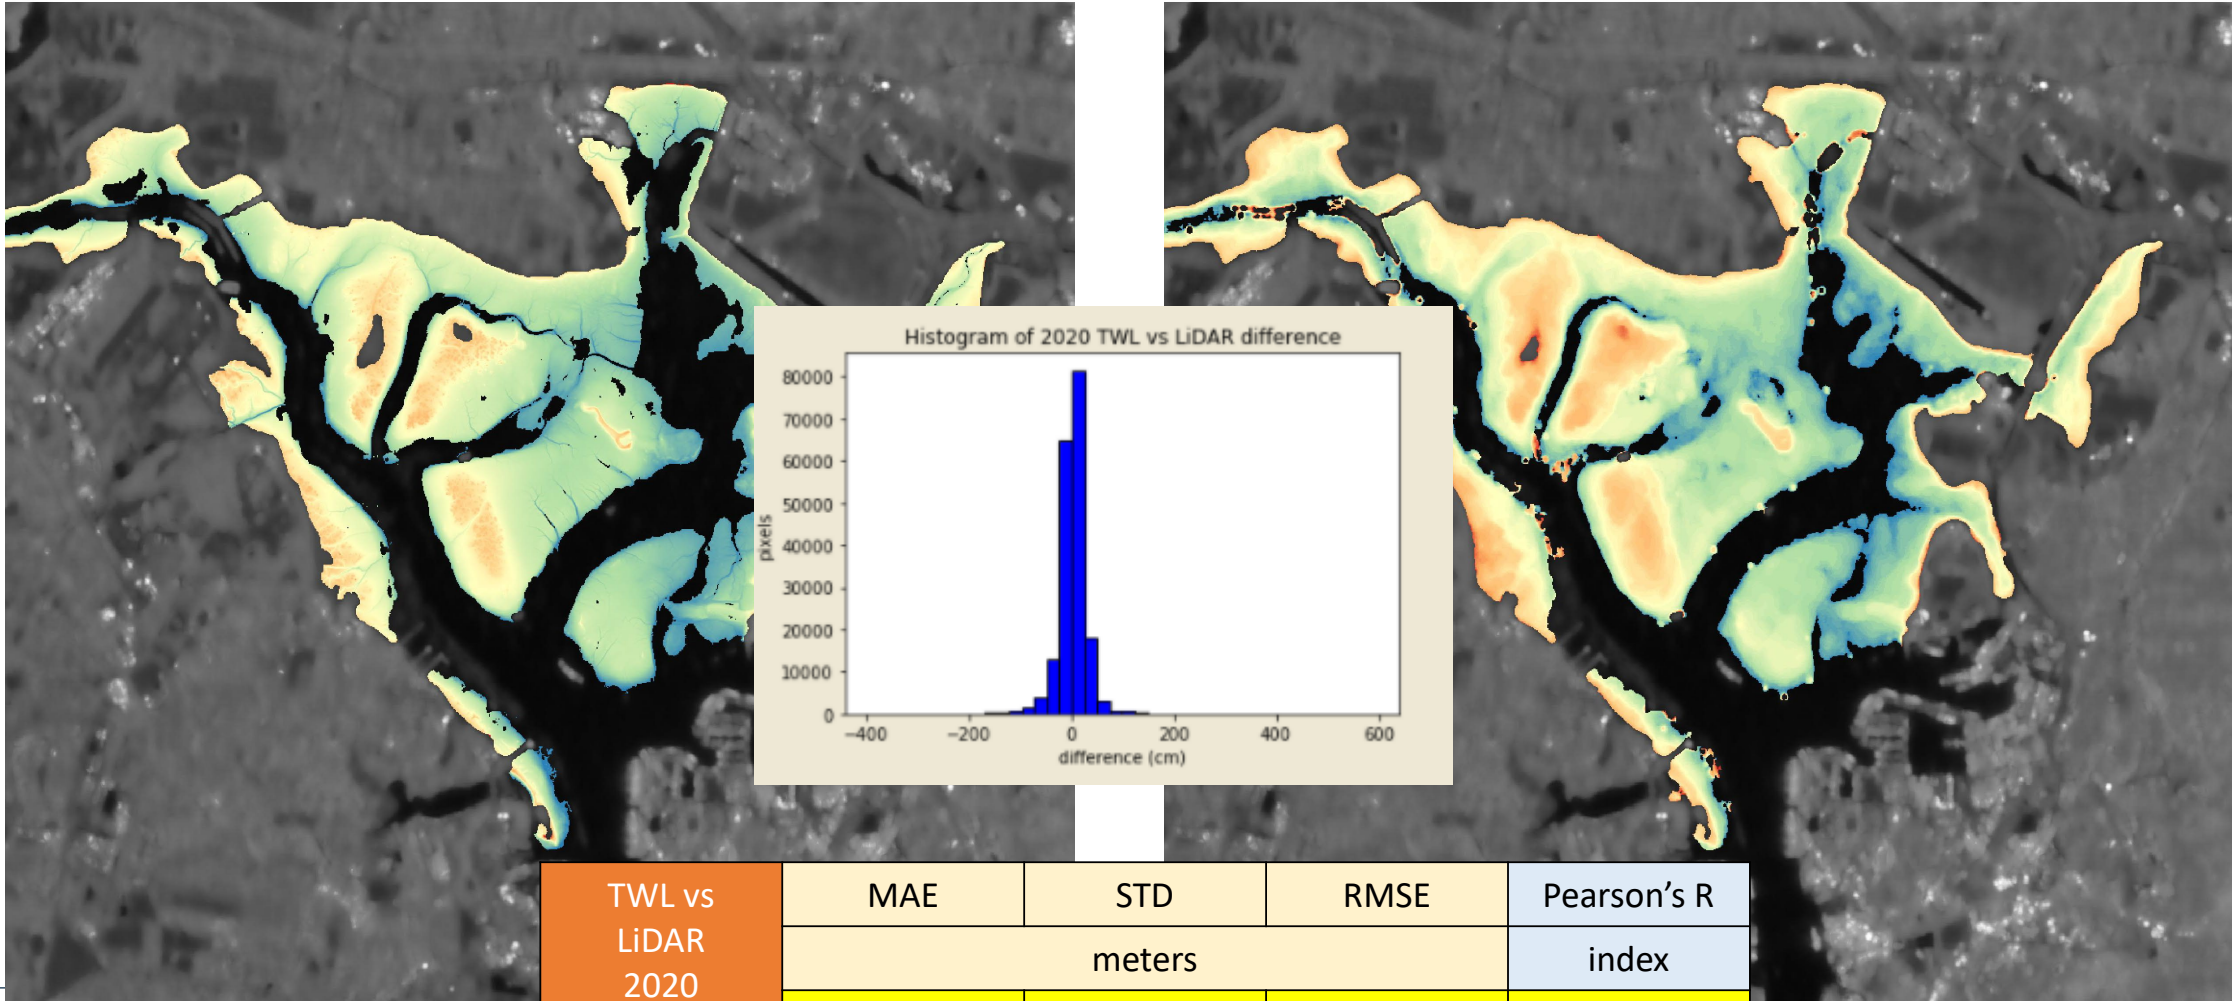 Histogram of 2020 TWL vs LiDAR difference
80000
70000
60000
50000
40000
30000
20000
10000
0
pixels
−400 −200 0 200 400 600
difference (cm)
TWL vs LiDAR 2020
MAE STD RMSE Pearson's R
meters index